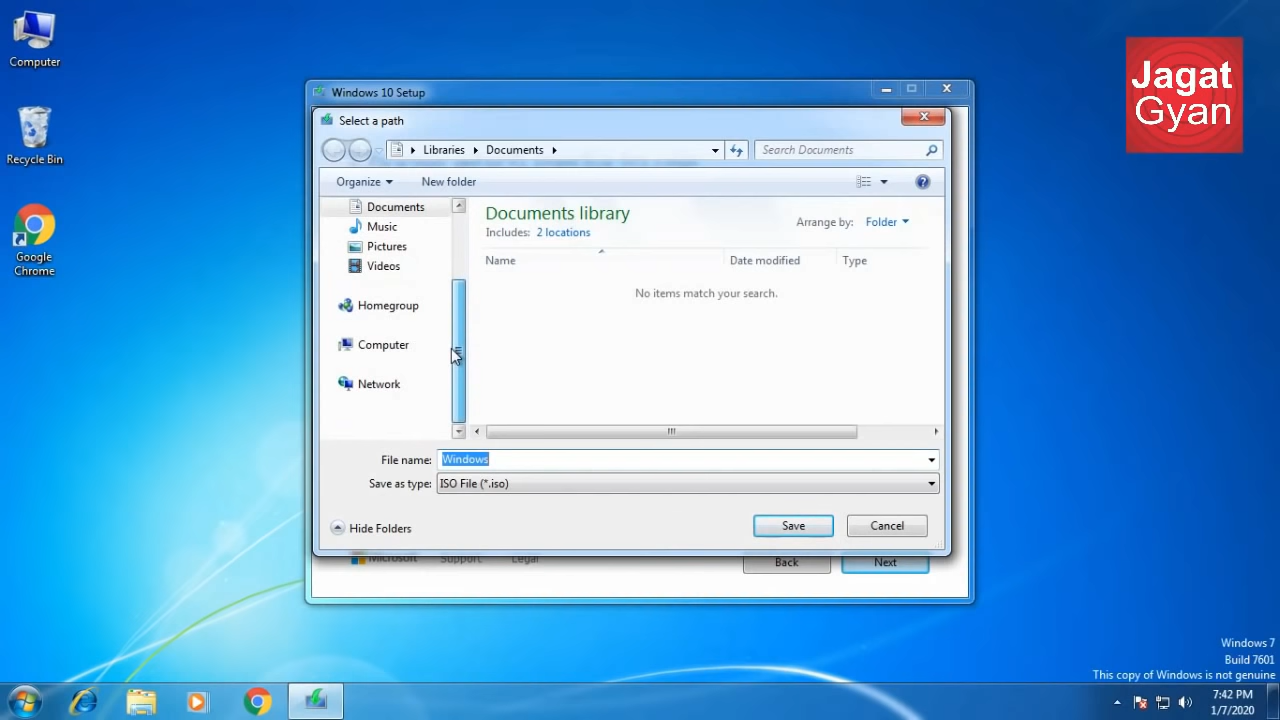 Computer
Recycle Bin
Google
Chrome
Jagat
Gyan
Windows 10 Setup
Select a path
Libraries
Documents
Search Documents
Organize
New folder
Documents
Music
Pictures
Videos
Homegroup
Computer
Network
Documents library
Includes: 2 locations
Arrange by: Folder
Name
Date modified
Type
No items match your search.
File name: Windows
Save as type: ISO File (*.iso)
Hide Folders
Save
Cancel
Microsoft
Support
Legal
Back
Next
Windows 7
Build 7601
This copy of Windows is not genuine
7:42 PM
1/7/2020